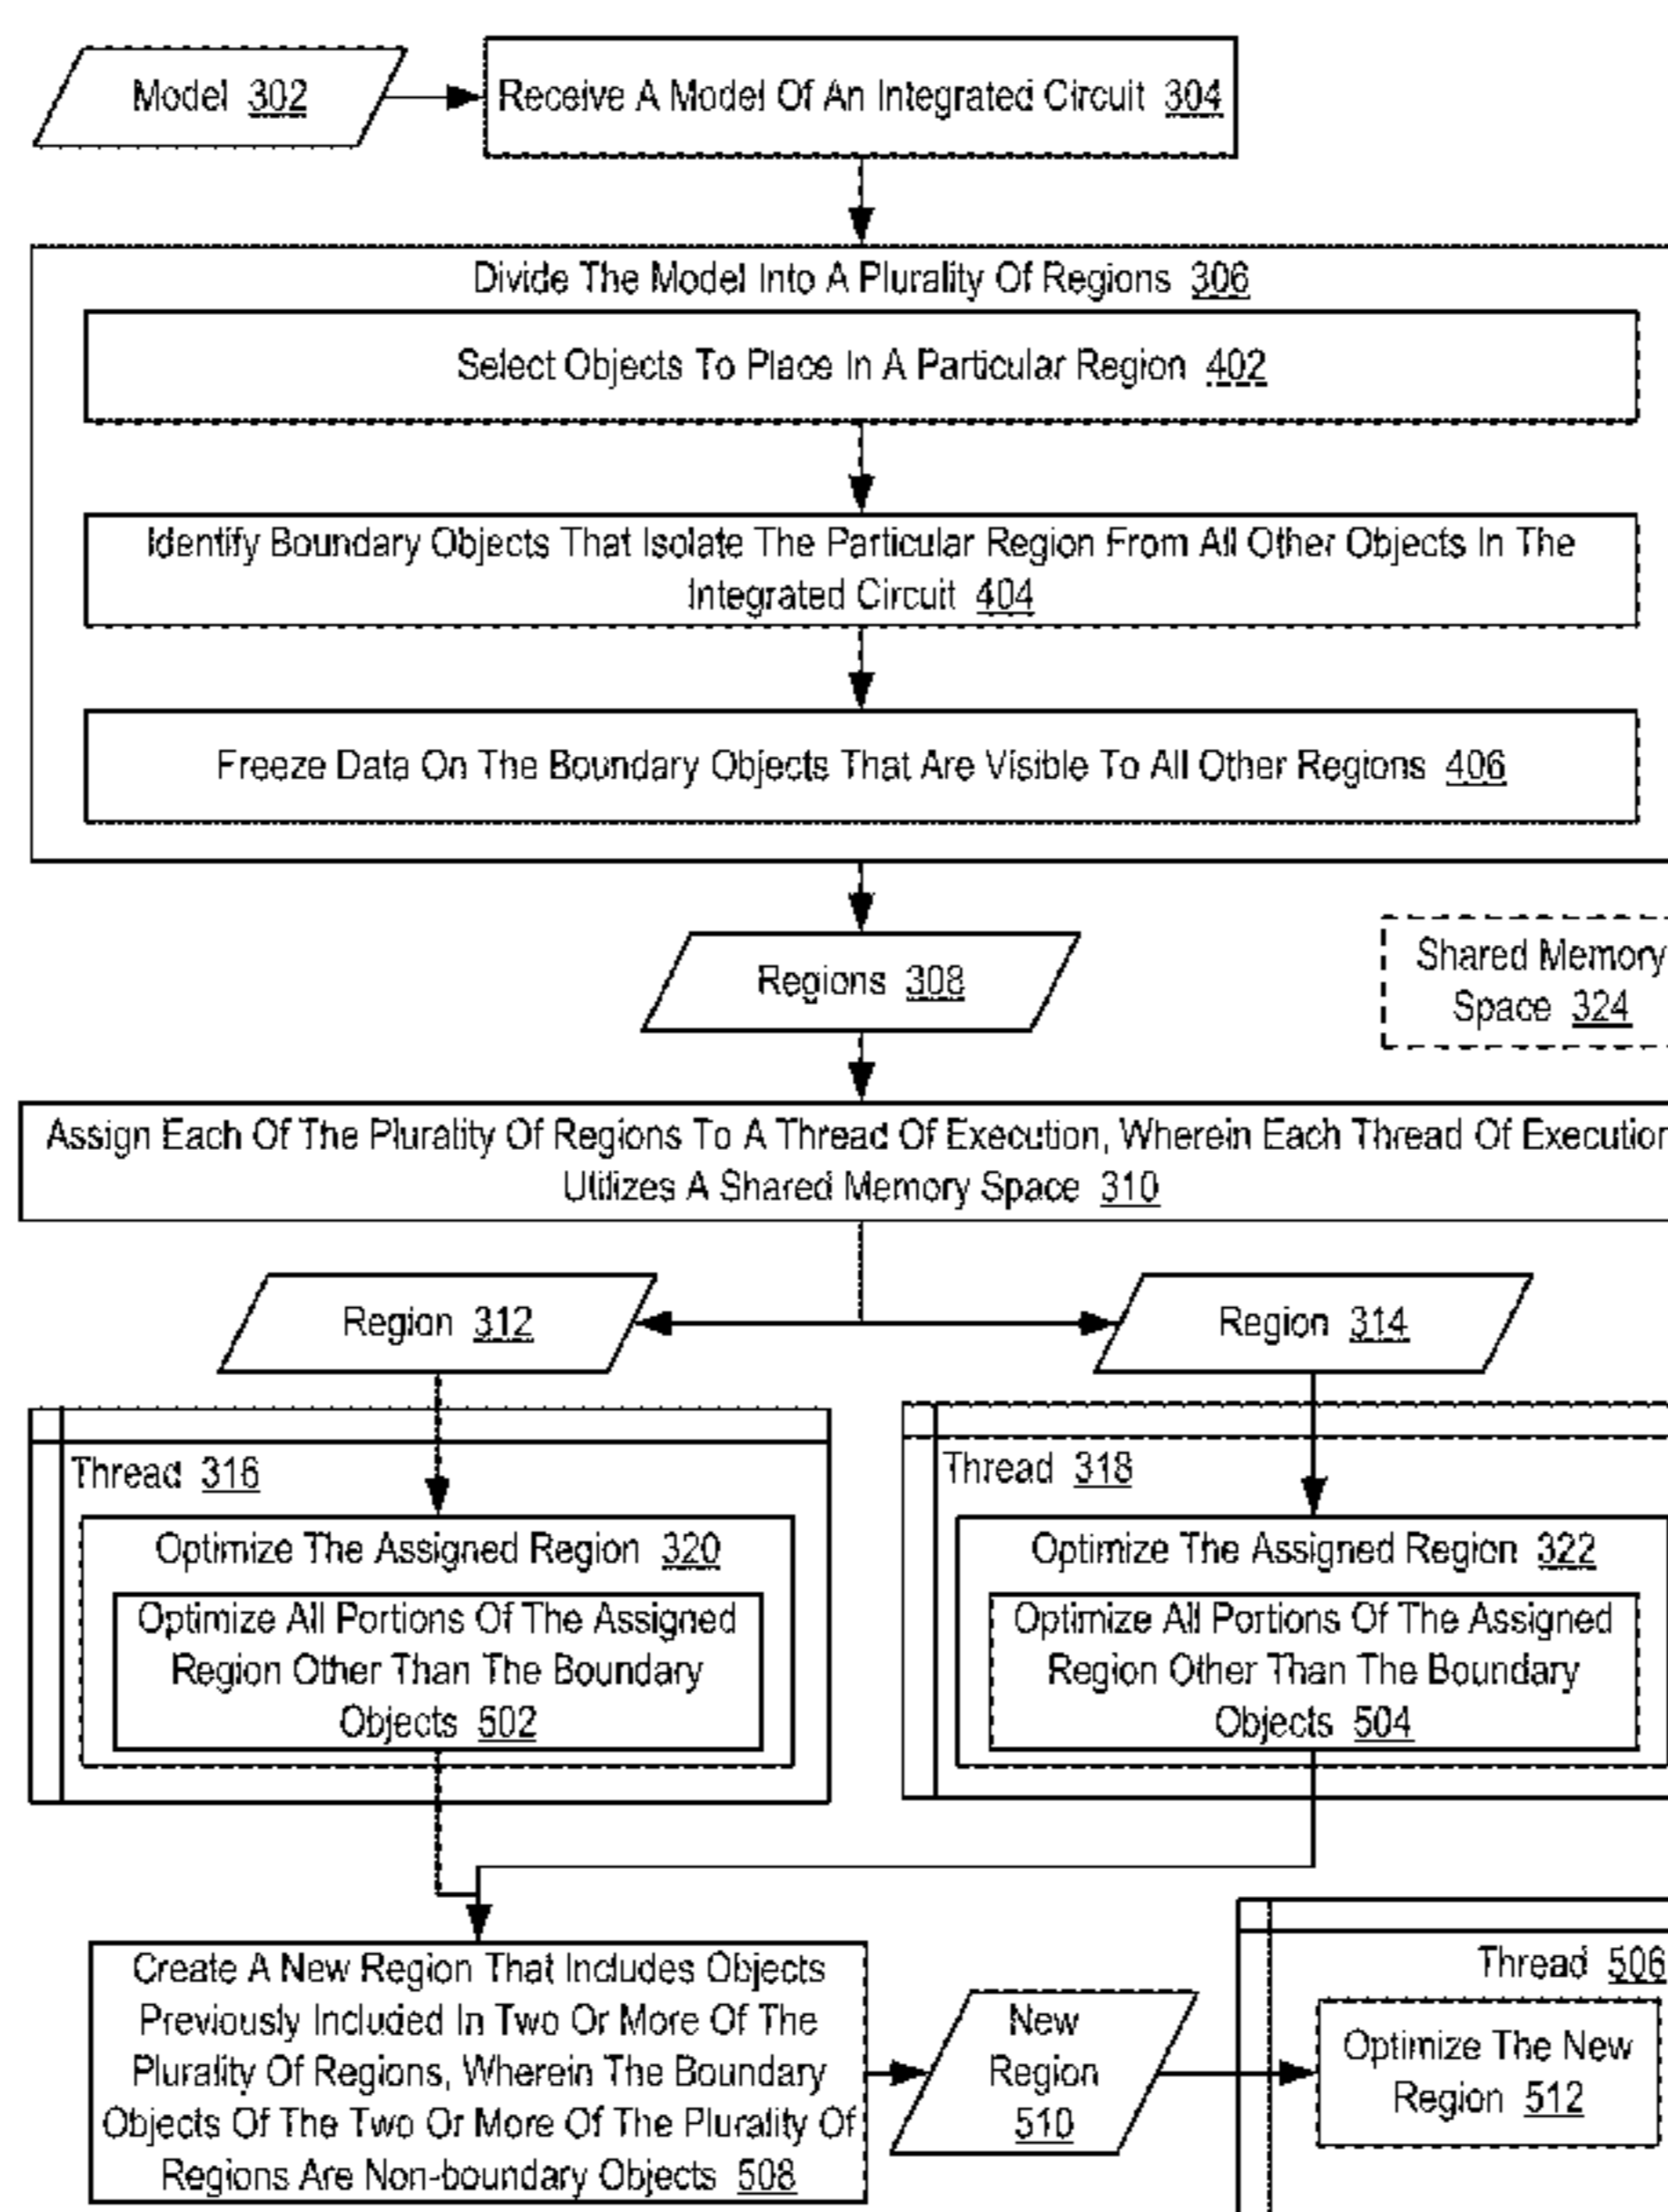 Model 302
Receive A Model Of An Integrated Circuit 304
Divide The Model Into A Plurality Of Regions 306
Select Objects To Place In A Particular Region 402
Identify Boundary Objects That Isolate The Particular Region From All Other Objects In The
Integrated Circuit 404
Freeze Data On The Boundary Objects That Are Visible To All Other Regions 406
Regions 308
Shared Memory
Space 324
Assign Each Of The Plurality Of Regions To A Thread Of Execution, Wherein Each Thread Of Execution
Utilizes A Shared Memory Space 310
Region 312
Region 314
Thread 316
Optimize The Assigned Region 320
Optimize All Portions Of The Assigned
Region Other Than The Boundary
Objects 502
Thread 318
Optimize The Assigned Region 322
Optimize All Portions Of The Assigned
Region Other Than The Boundary
Objects 504
Create A New Region That Includes Objects
Previously Included In Two Or More Of The
Plurality Of Regions, Wherein The Boundary
Objects Of The Two Or More Of The Plurality Of
Regions Are Non-boundary Objects 508
New
Region
510
Thread 506
Optimize The New
Region 512